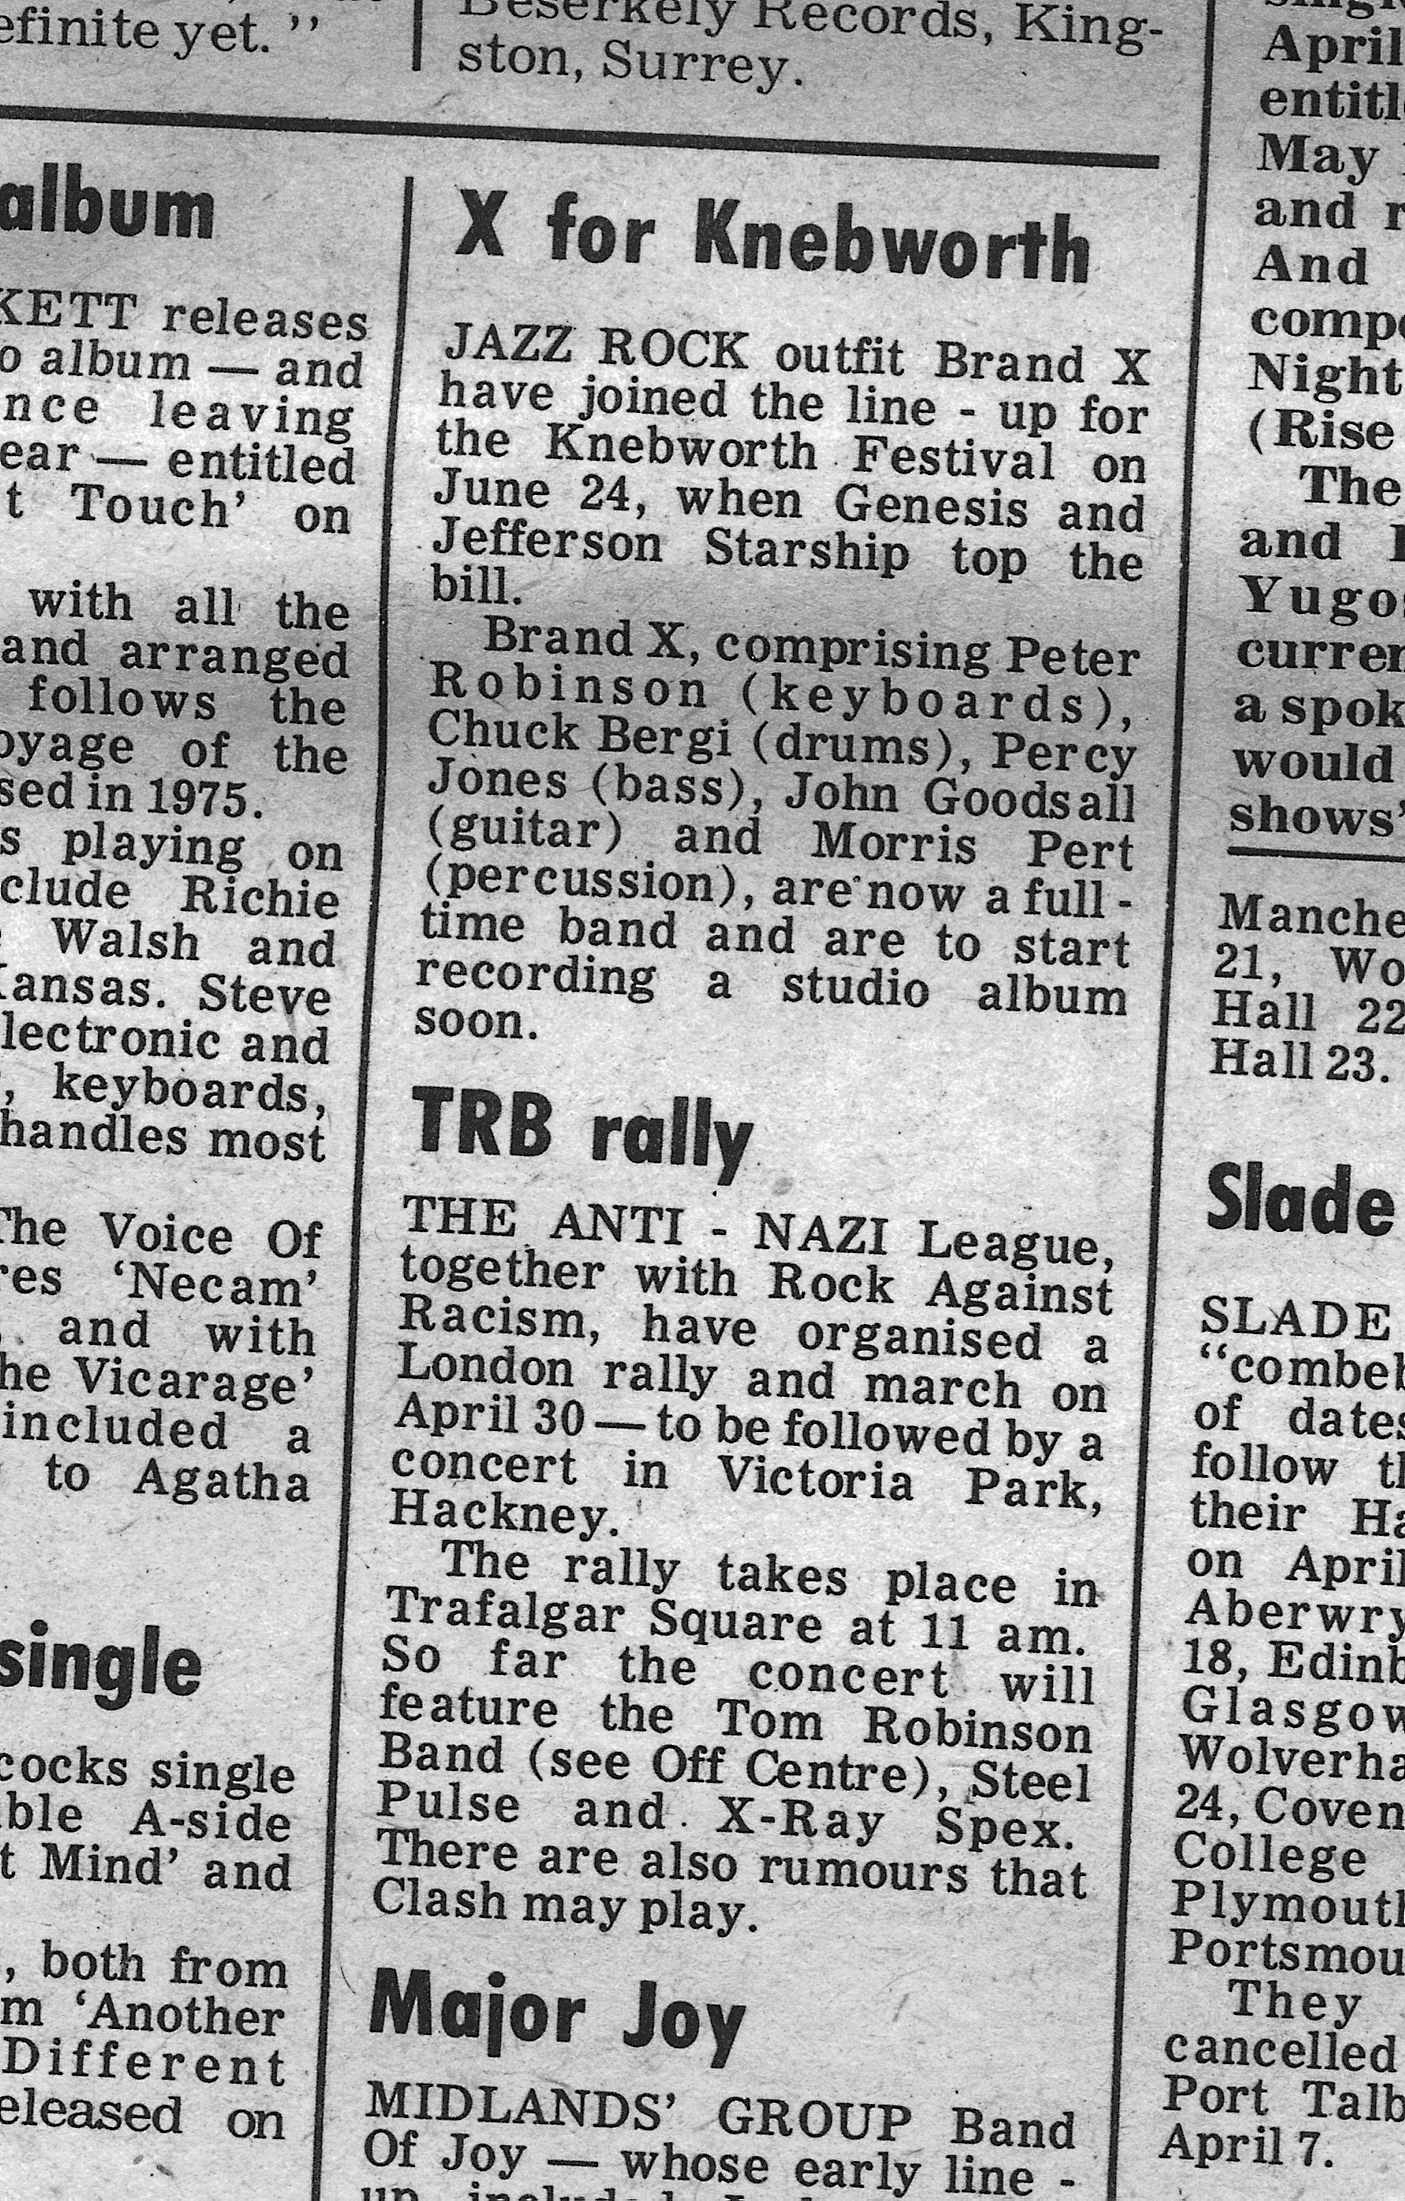 efinite yet.”
Beserkely Records, King-
ston, Surrey.
album
KETT releases
o album — and
nce leaving
ear — entitled
t Touch’ on
with all the
and arranged
follows the
oyage of the
sed in 1975.
s playing on
clude Richie
Walsh and
Kansas. Steve
lectronic and
, keyboards,
handles most
The Voice Of
res ‘Necam’
, and with
he Vicarage’
included a
to Agatha
single
cocks single
ble A-side
t Mind’ and
, both from
m ‘Another
Different
eleased on
X for Knebworth
JAZZ ROCK outfit Brand X
have joined the line - up for
the Knebworth Festival on
June 24, when Genesis and
Jefferson Starship top the
bill.
Brand X, comprising Peter
Robinson (keyboards),
Chuck Bergi (drums), Percy
Jones (bass), John Goodsall
(guitar) and Morris Pert
(percussion), are now a full -
time band and are to start
recording a studio album
soon.
TRB rally
THE ANTI - NAZI League,
together with Rock Against
Racism, have organised a
London rally and march on
April 30 — to be followed by a
concert in Victoria Park,
Hackney.
The rally takes place in
Trafalgar Square at 11 am.
So far the concert will
feature the Tom Robinson
Band (see Off Centre), Steel
Pulse and X-Ray Spex.
There are also rumours that
Clash may play.
Major Joy
MIDLANDS’ GROUP Band
Of Joy — whose early line -
up
April
entitle
May
and r
And
compo
Night
(Rise
The
and
Yugos
curren
a spok
would
shows’
Manche
21, Wo
Hall 22
Hall 23.
Slade
SLADE
“combeb
of dates
follow th
their Ha
on April
Aberwry
18, Edinb
Glasgow
Wolverha
24, Coven
College
Plymouth
Portsmou
They
cancelled
Port Talb
April 7.